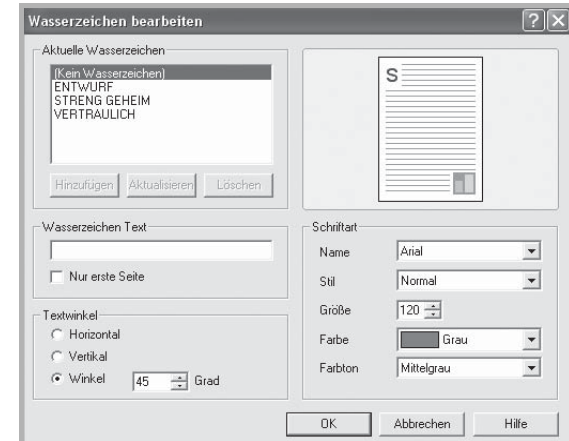 Wasserzeichen bearbeiten
Aktuelle Wasserzeichen
(Kein Wasserzeichen)
ENTWURF
STRENG GEHEIM
VERTRAULICH
Hinzufügen Aktualisieren Löschen
S
Wasserzeichen Text
Nur erste Seite
Textwinkel
Horizontal
Vertikal
Winkel 45 Grad
Schriftart
Name Arial
Stil Normal
Größe 120
Farbe Grau
Farbton Mittelgrau
OK Abbrechen Hilfe